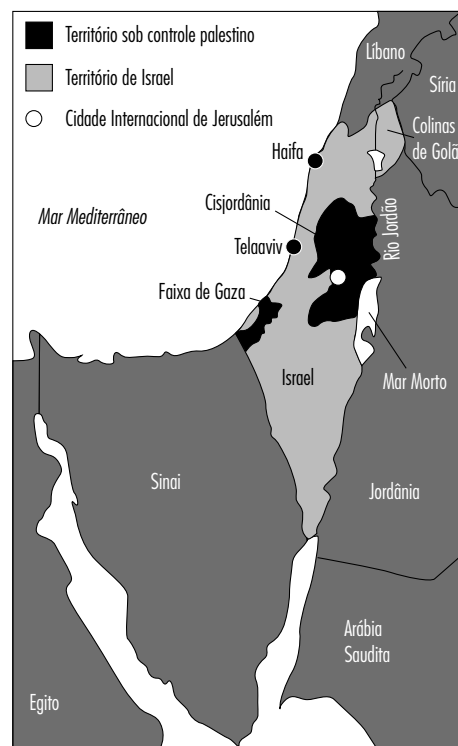 Território sob controle palestino
Território de Israel
Cidade Internacional de Jerusalém
Líbano
Síria
Colinas
de Golã
Haifa
Cisjordânia
Mar Mediterrâneo
Rio Jordão
Telaaviv
Faixa de Gaza
Israel
Mar Morto
Sinai
Jordânia
Arábia
Saudita
Egito